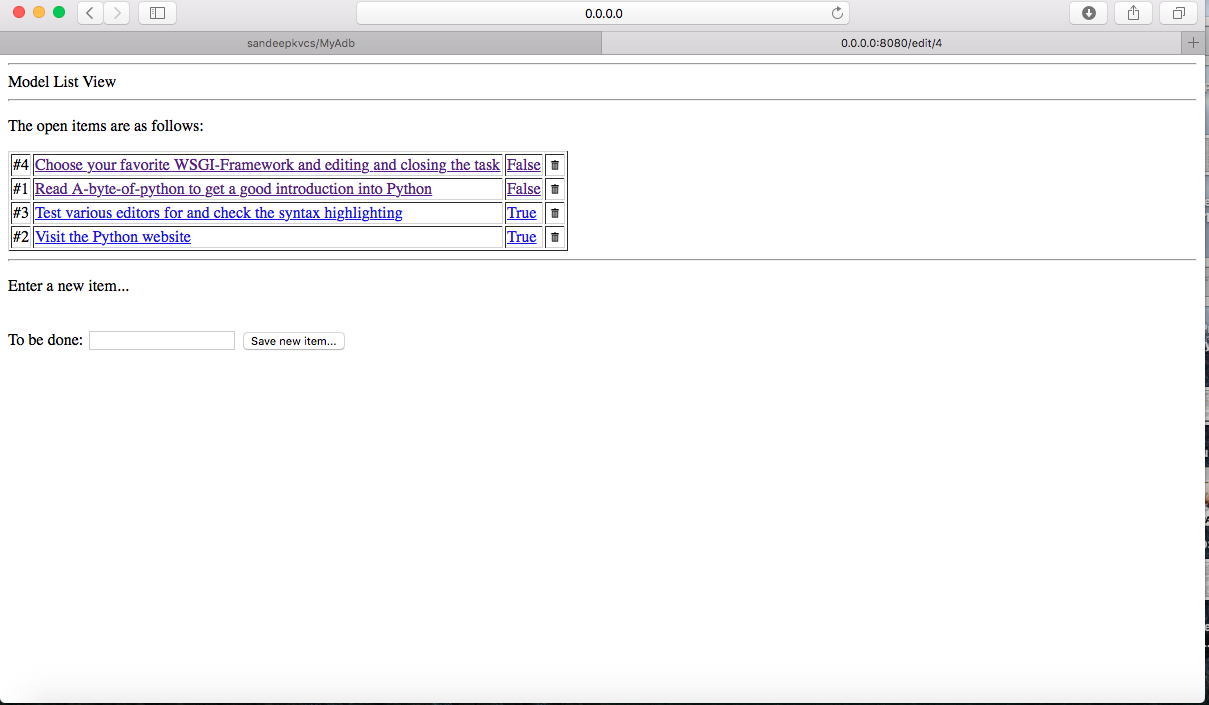 0.0.0.0
sandeepkvcs/MyAdb
0.0.0.0:8080/edit/4
Model List View
The open items are as follows:
#4 Choose your favorite WSGI-Framework and editing and closing the task False
#1 Read A-byte-of-python to get a good introduction into Python False
#3 Test various editors for and check the syntax highlighting True
#2 Visit the Python website True
Enter a new item...
To be done: Save new item...